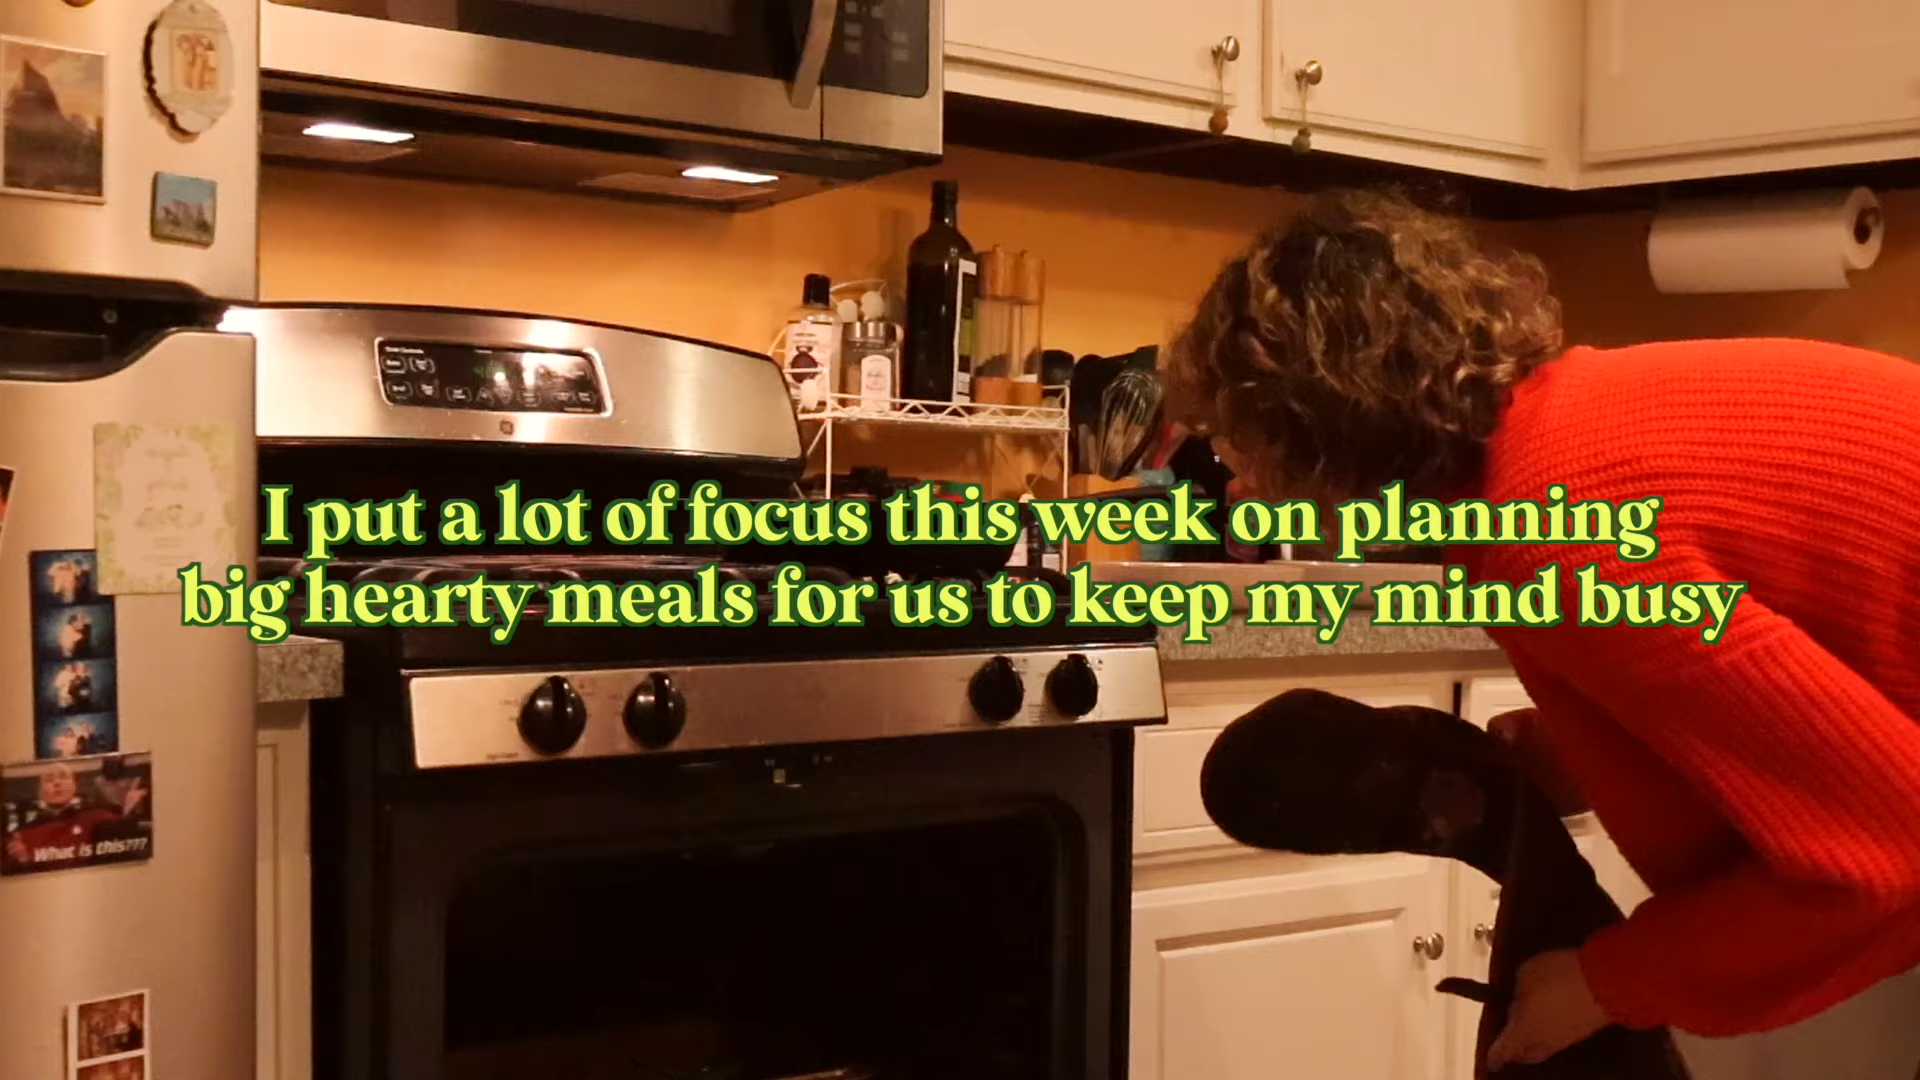 I put a lot of focus this week on planning
big hearty meals for us to keep my mind busy
What is this???